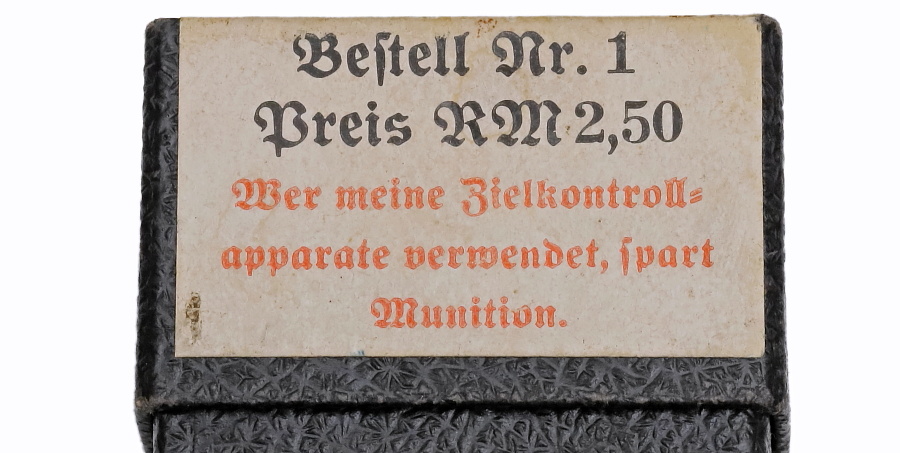 Bestell Nr. 1
Preis RM 2,50
Wer meine Zielkontroll-
apparate verwendet, spart
Munition.